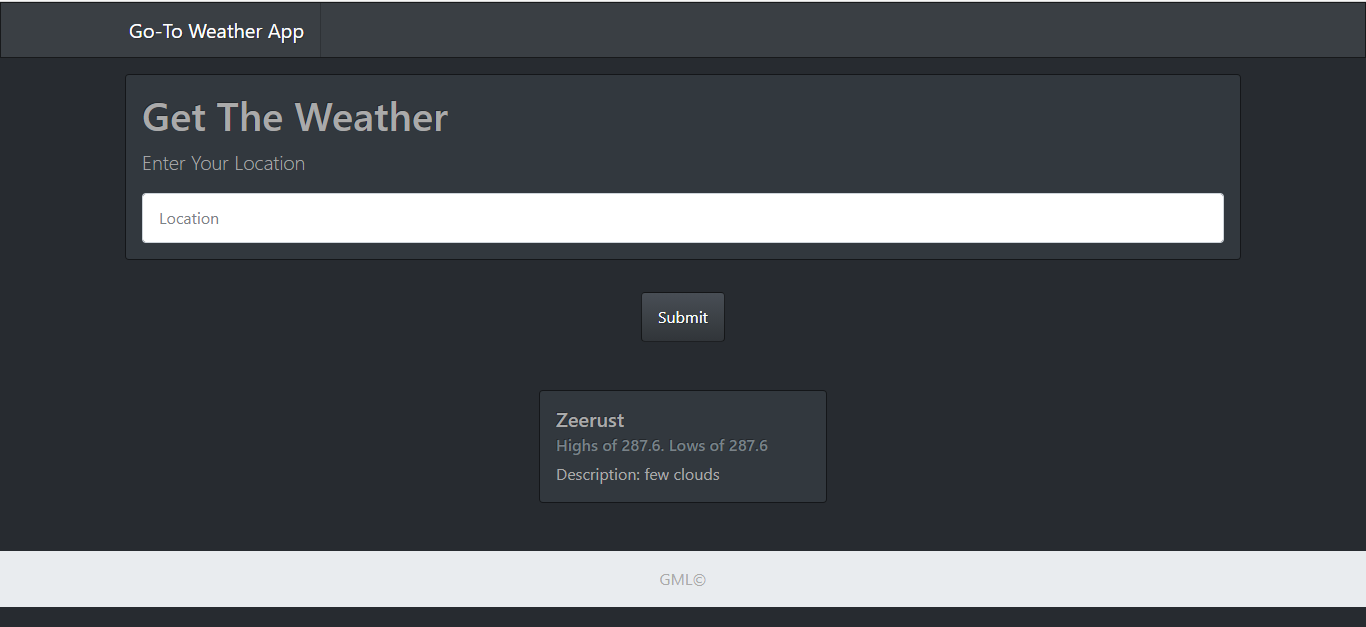 Go-To Weather App
Get The Weather
Enter Your Location
Location
Submit
Zeerust
Highs of 287.6. Lows of 287.6
Description: few clouds
GML©